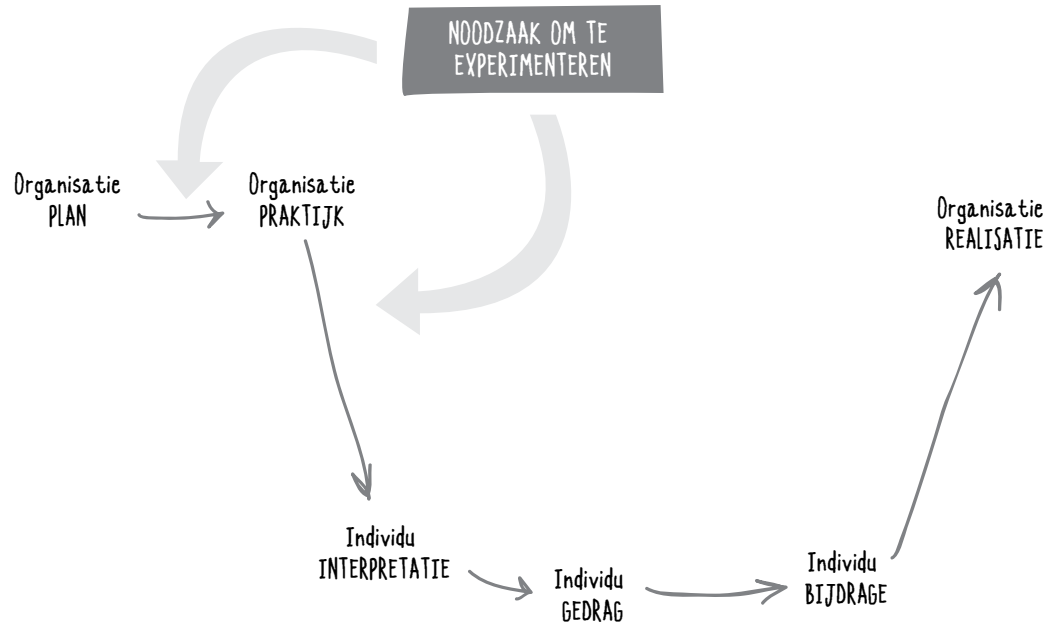 NOODZAAK OM TE
EXPERIMENTEREN
Organisatie
PLAN
Organisatie
PRAKTIJK
Organisatie
REALISATIE
Individu
INTERPRETATIE
Individu
GEDRAG
Individu
BIJDRAGE